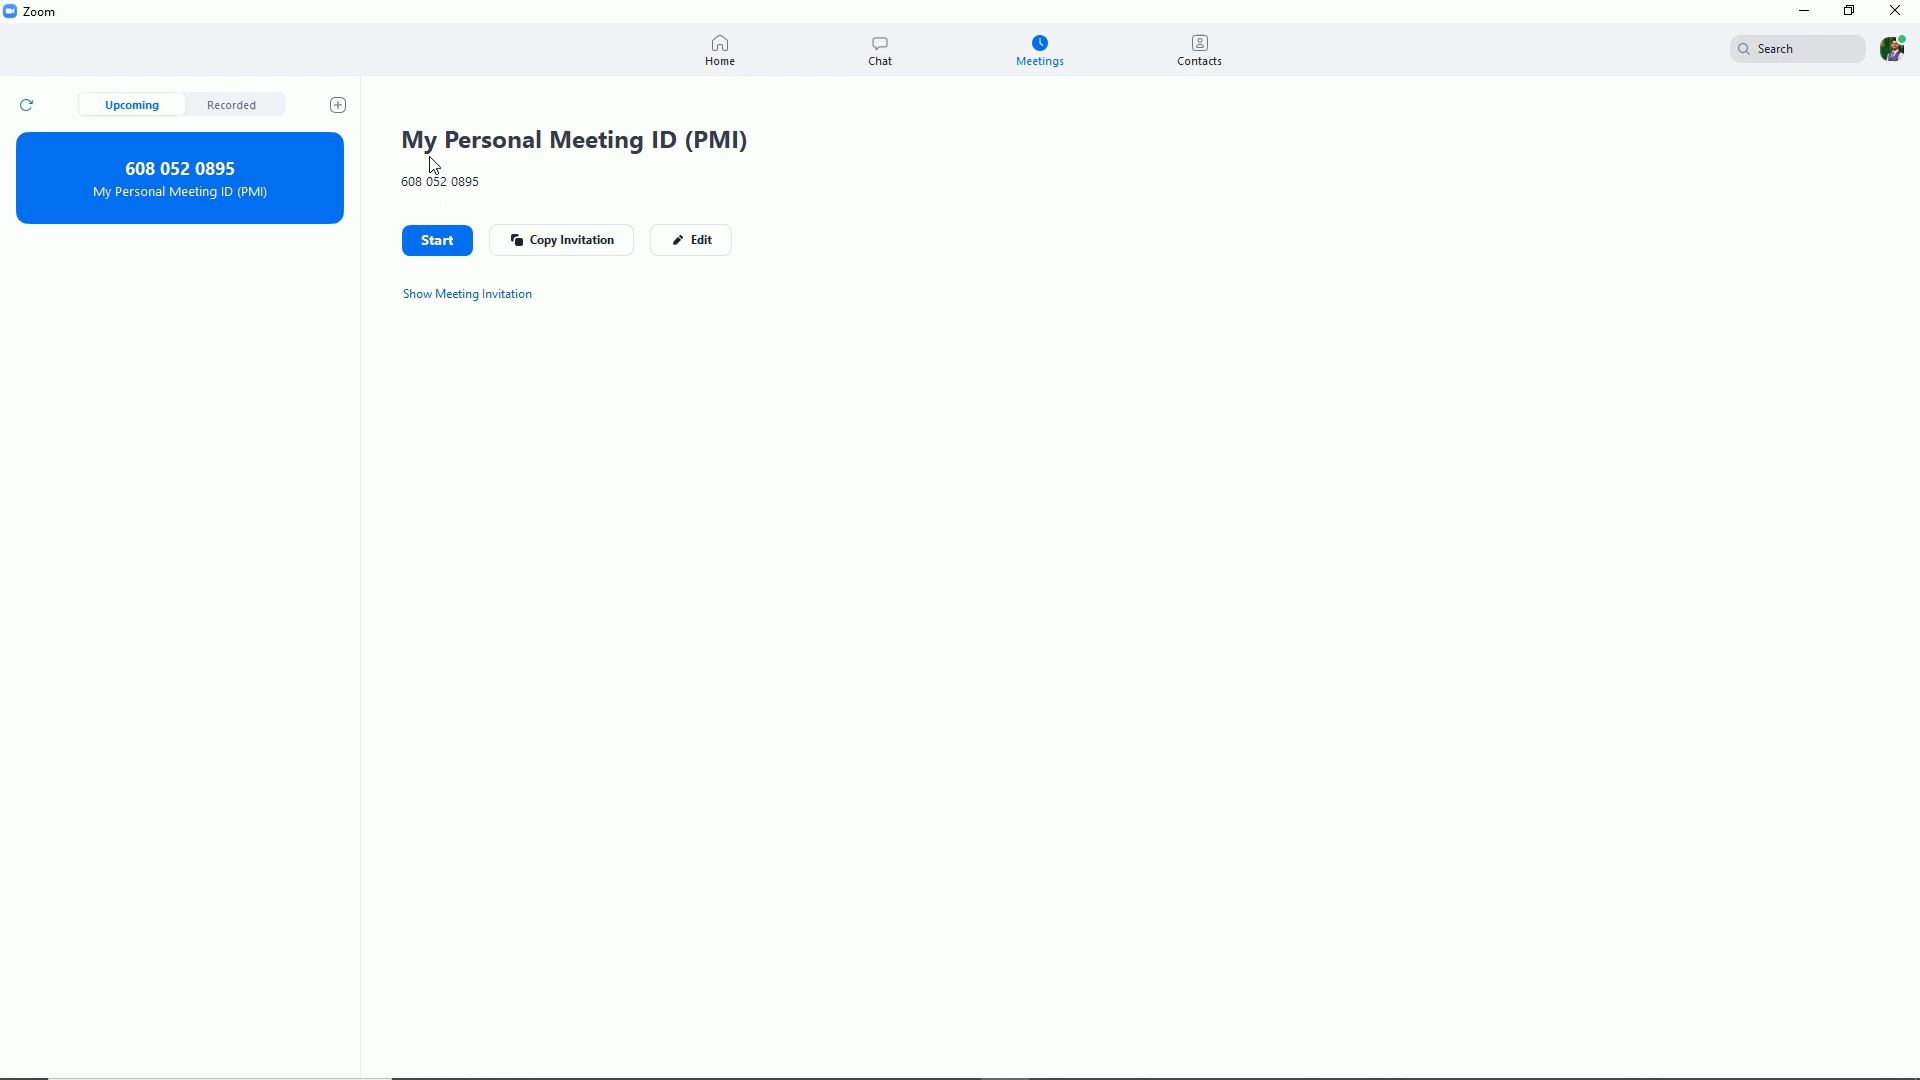 Zoom
Home
Chat
Meetings
Contacts
Search
Upcoming
Recorded
608 052 0895
My Personal Meeting ID (PMI)
My Personal Meeting ID (PMI)
608 052 0895
Start
Copy Invitation
Edit
Show Meeting Invitation